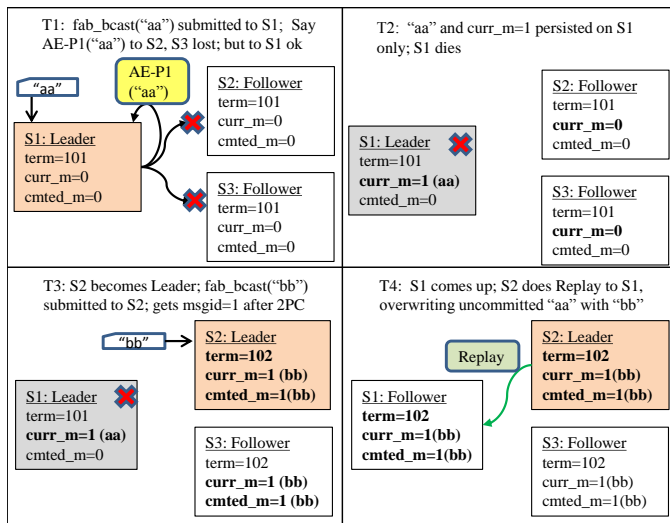 T1: fab_bcast(“aa”) submitted to S1; Say
AE-P1(“aa”) to S2, S3 lost; but to S1 ok
“aa”
AE-P1
(“aa”)
S1: Leader
term=101
curr_m=0
cmted_m=0
S2: Follower
term=101
curr_m=0
cmted_m=0
S3: Follower
term=101
curr_m=0
cmted_m=0
T2: “aa” and curr_m=1 persisted on S1
only; S1 dies
S1: Leader
term=101
curr_m=1 (aa)
cmted_m=0
S2: Follower
term=101
curr_m=0
cmted_m=0
S3: Follower
term=101
curr_m=0
cmted_m=0
T3: S2 becomes Leader; fab_bcast(“bb”)
submitted to S2; gets msgid=1 after 2PC
“bb”
S1: Leader
term=101
curr_m=1 (aa)
cmted_m=0
S2: Leader
term=102
curr_m=1 (bb)
cmted_m=1(bb)
S3: Follower
term=102
curr_m=1 (bb)
cmted_m=1 (bb)
T4: S1 comes up; S2 does Replay to S1,
overwriting uncommitted “aa” with “bb”
Replay
S1: Follower
term=102
curr_m=1(bb)
cmted_m=1(bb)
S2: Leader
term=102
curr_m=1(bb)
cmted_m=1(bb)
S3: Follower
term=102
curr_m=1(bb)
cmted_m=1(bb)